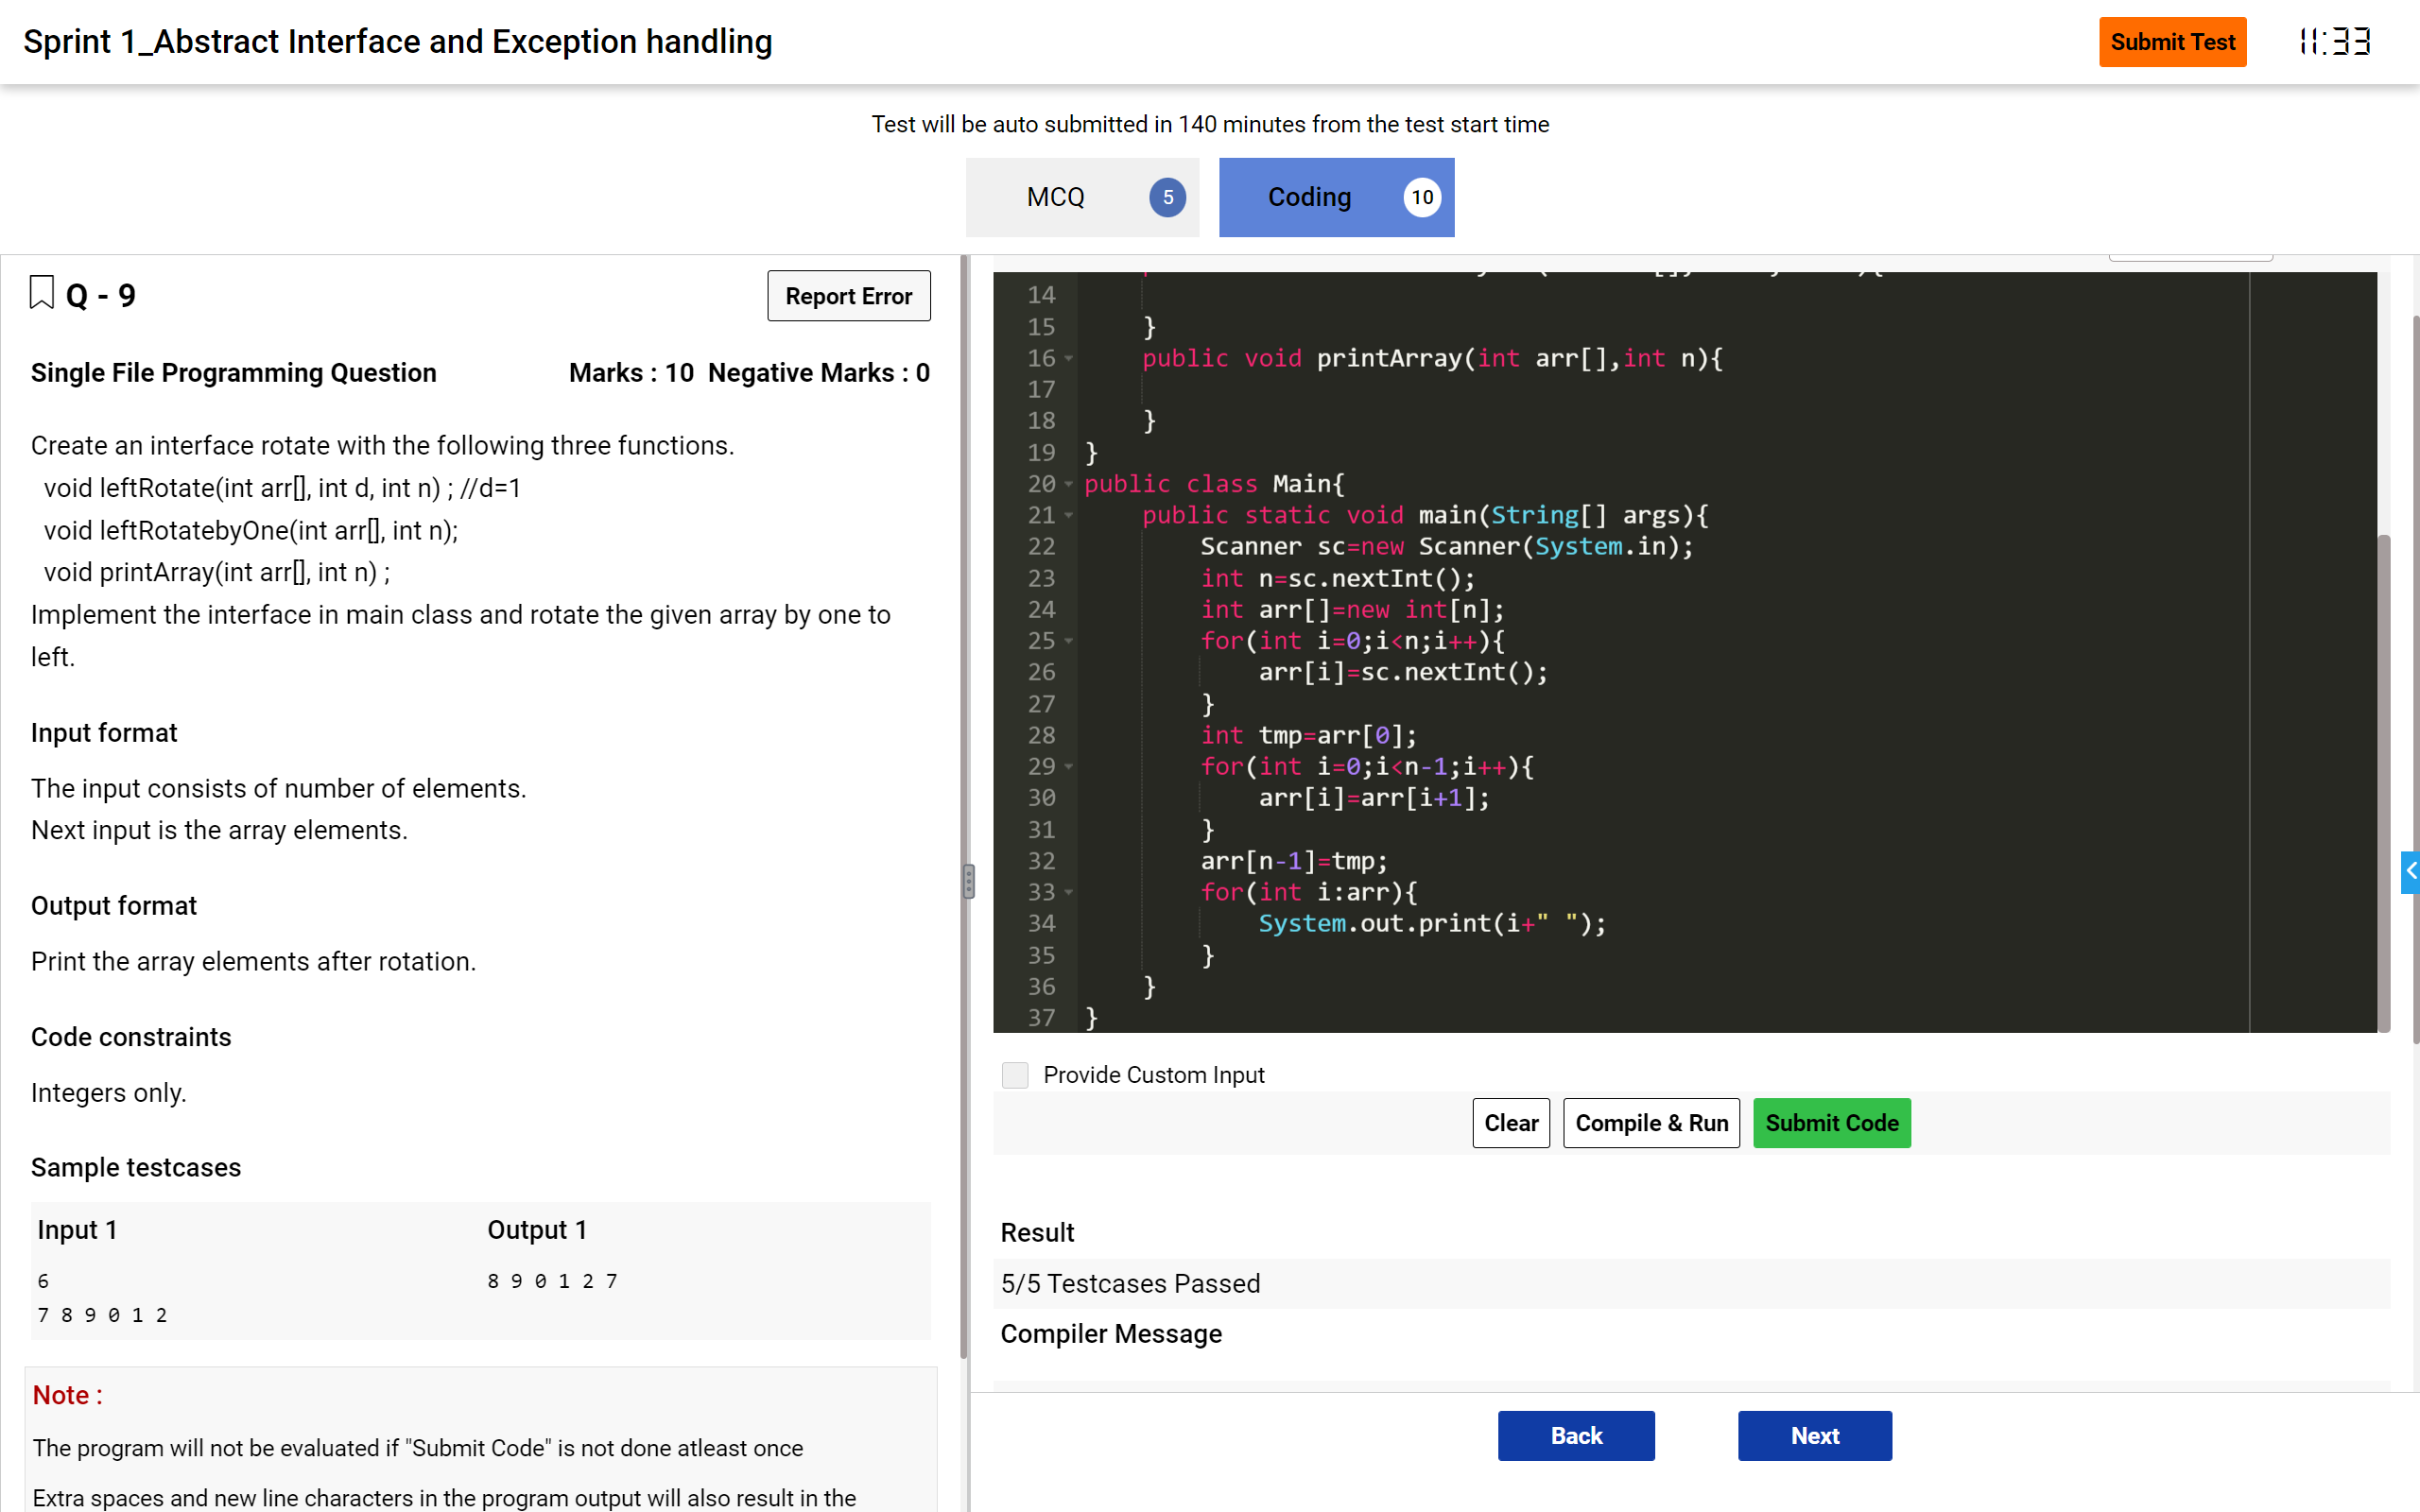 Sprint 1_Abstract Interface and Exception handling
Submit Test
11:33
Test will be auto submitted in 140 minutes from the test start time
MCQ 5
Coding 10
Q - 9
Report Error
Single File Programming Question
Marks : 10 Negative Marks : 0
Create an interface rotate with the following three functions.
void leftRotate(int arr[], int d, int n) ; //d=1
void leftRotatebyOne(int arr[], int n);
void printArray(int arr[], int n) ;
Implement the interface in main class and rotate the given array by one to
left.
Input format
The input consists of number of elements.
Next input is the array elements.
Output format
Print the array elements after rotation.
Code constraints
Integers only.
Sample testcases
Input 1
Output 1
6
8 9 0 1 2 7
7 8 9 0 1 2
Note :
The program will not be evaluated if "Submit Code" is not done atleast once
Extra spaces and new line characters in the program output will also result in the
14
15 }
16 public void printArray(int arr[],int n){
17
18 }
19 }
20 public class Main{
21 public static void main(String[] args){
22 Scanner sc=new Scanner(System.in);
23 int n=sc.nextInt();
24 int arr[]=new int[n];
25 for(int i=0;i<n;i++){
26 arr[i]=sc.nextInt();
27 }
28 int tmp=arr[0];
29 for(int i=0;i<n-1;i++){
30 arr[i]=arr[i+1];
31 }
32 arr[n-1]=tmp;
33 for(int i:arr){
34 System.out.print(i+" ");
35 }
36 }
37 }
Provide Custom Input
Clear
Compile & Run
Submit Code
Result
5/5 Testcases Passed
Compiler Message
Back
Next